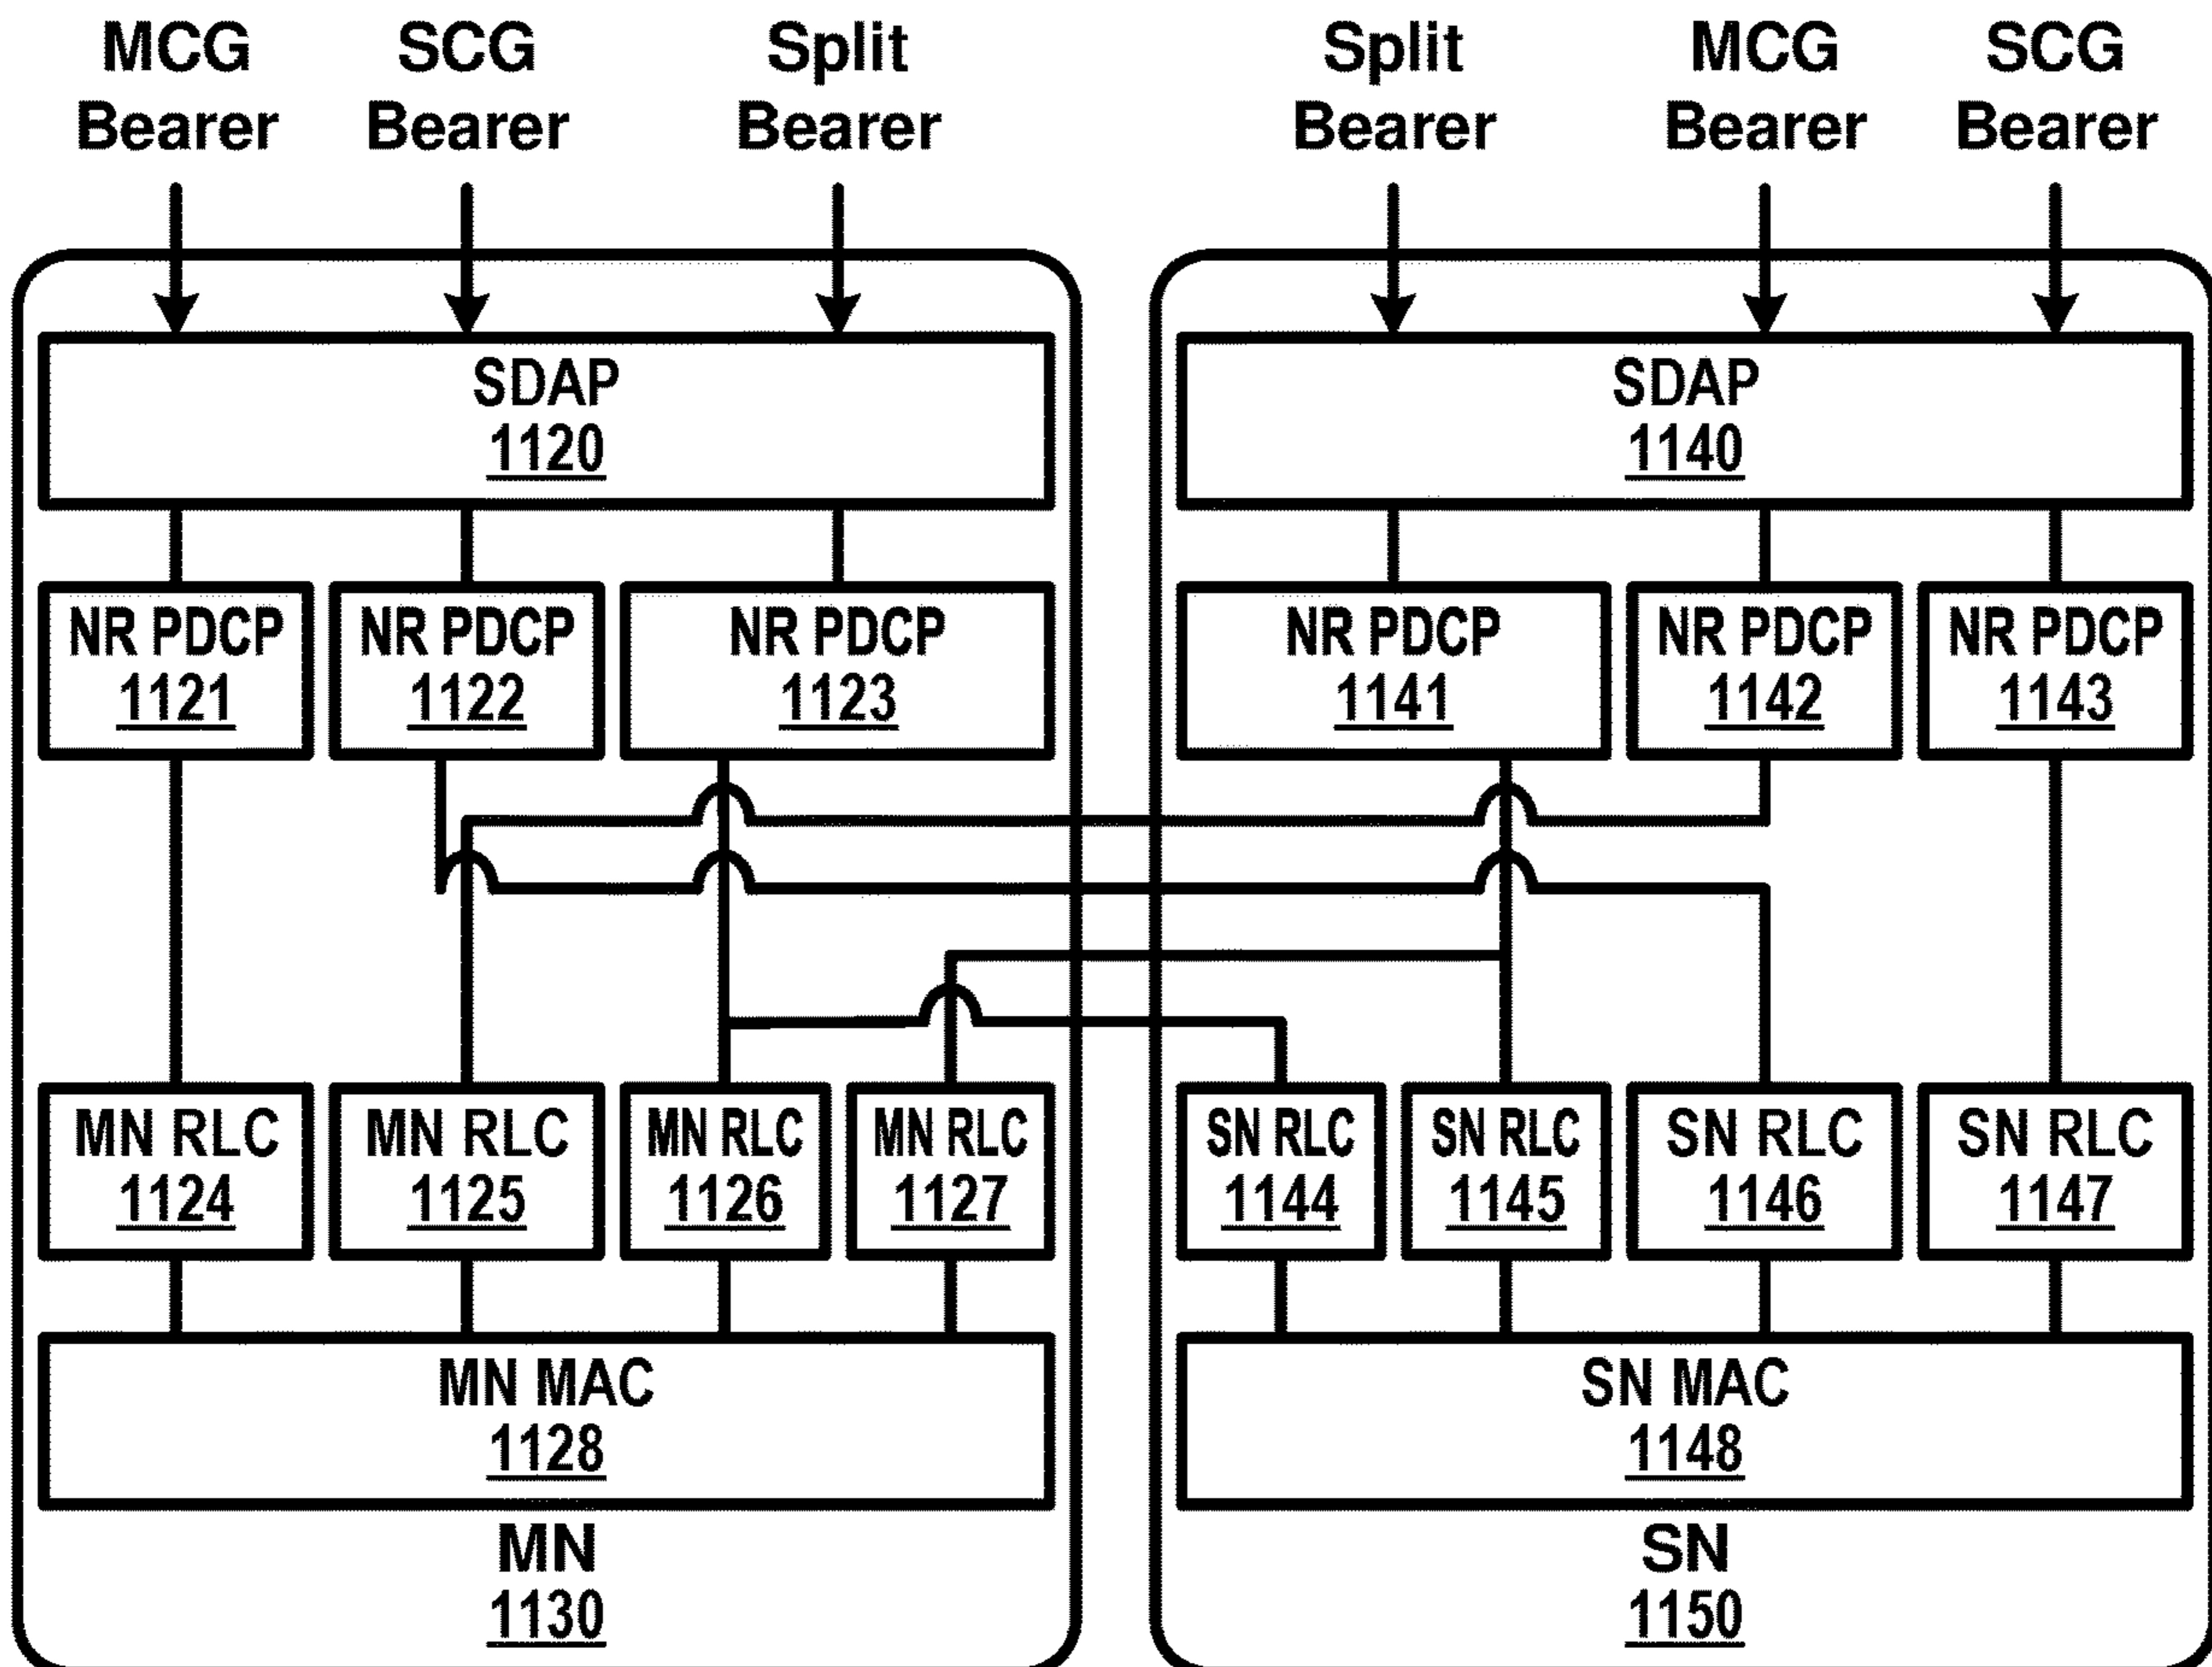 MCG SCG Split Split MCG SCG
Bearer Bearer Bearer Bearer Bearer Bearer
SDAP SDAP
1120 1140
NR PDCP NR PDCP NR PDCP NR PDCP NR PDCP NR PDCP
1121 1122 1123 1141 1142 1143
MN RLC MN RLC MN RLC MN RLC SN RLC SN RLC SN RLC SN RLC
1124 1125 1126 1127 1144 1145 1146 1147
MN MAC SN MAC
1128 1148
MN SN
1130 1150